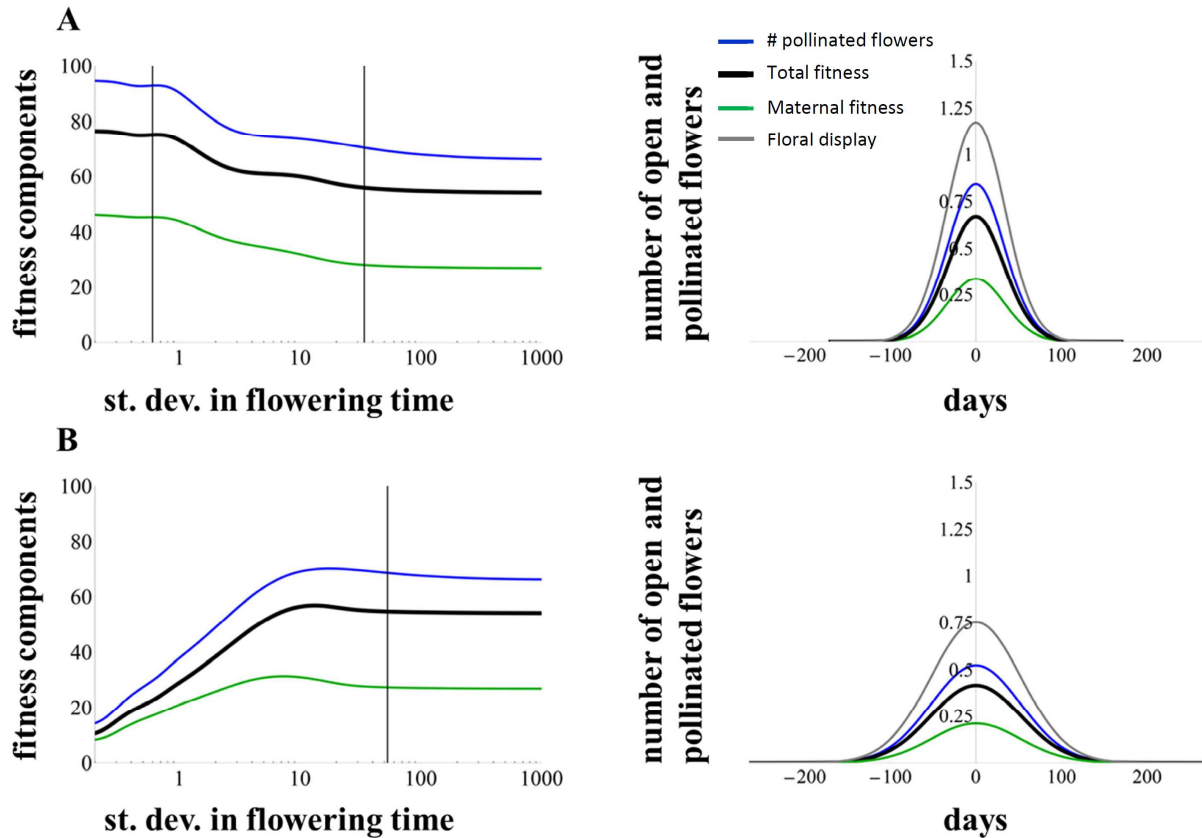 A
fitness components
100
80
60
40
20
0
1
10
100
1000
st. dev. in flowering time
# pollinated flowers
Total fitness
Maternal fitness
Floral display
number of open and
pollinated flowers
1.5
1.25
1
0.75
0.5
0.25
−200
−100
0
100
200
days
B
fitness components
100
80
60
40
20
0
1
10
100
1000
st. dev. in flowering time
number of open and
pollinated flowers
1.5
1.25
1
0.75
0.5
0.25
−200
−100
0
100
200
days